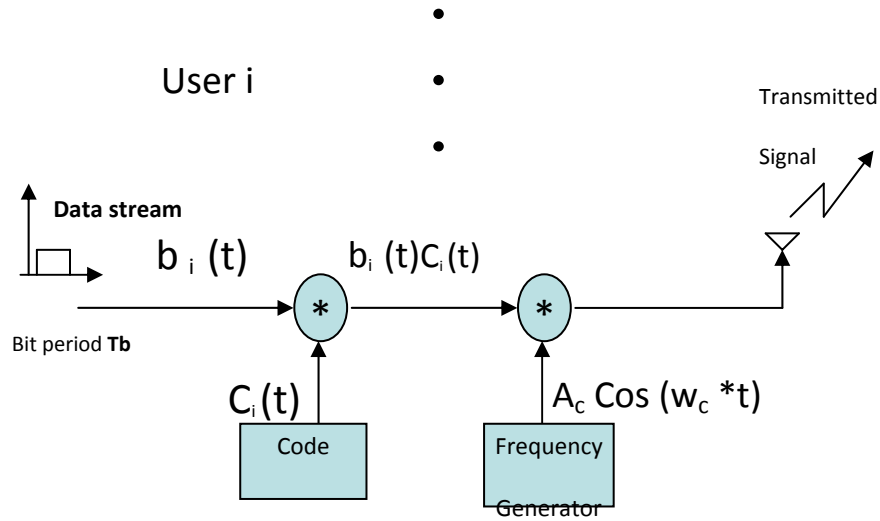 User i
Transmitted
Signal
Data stream
b i (t)
b i (t)C i (t)
*
*
Bit period Tb
C i (t)
A c Cos (w c *t)
Code
Frequency
Generator